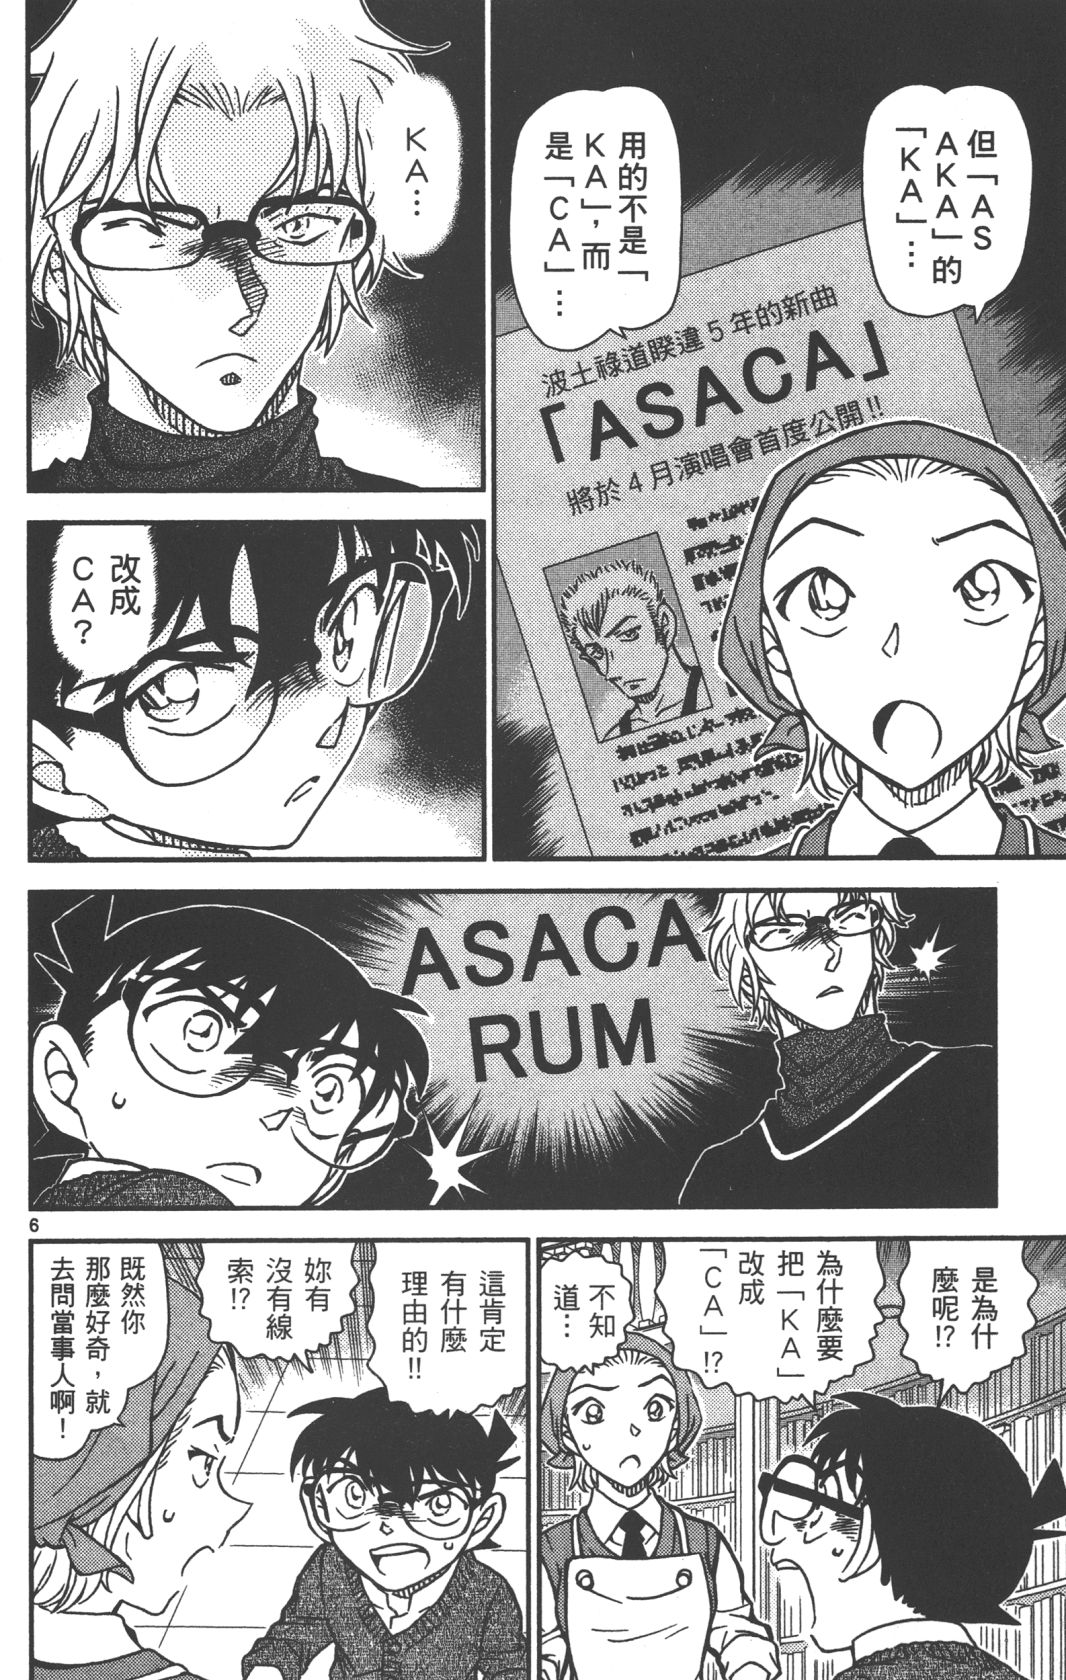 但「AS
AKA」的
「KA」…
用的不是「
KA」，而
是「CA」…
波土祿道睽違5年的新曲
「ASACA」
將於4月演唱會首度公開!!
KA…
改成
CA？
ASACA
RUM
6
是為什
麼呢!?
為什麼要
把「KA」
改成
「CA」!?
不知
道…
這肯定
有什麼
理由的!!
妳有
沒有線
索!?
既然你
那麼好奇，就
去問當事人啊！